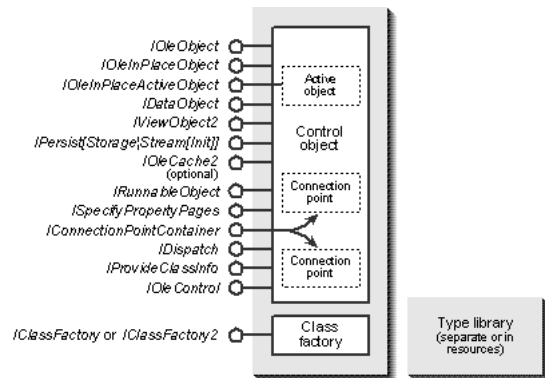 IOleObject
IOleInPlaceObject
IOleInPlaceActiveObject
IDataObject
IViewObject2
IPersist[Storage¦Stream[Init]]
IOleCache2
(optional)
IRunnableObject
ISpecifyPropertyPages
IConnectionPointContainer
IDispatch
IProvideClassInfo
IOleControl
IClassFactory or IClassFactory2
Active
object
Control
object
Connection
point
Connection
point
Class
factory
Type library
(separate or in
resources)